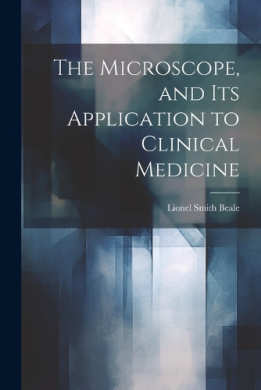 The Microscope,
and Its
Application to
Clinical
Medicine
Lionel Smith Beale